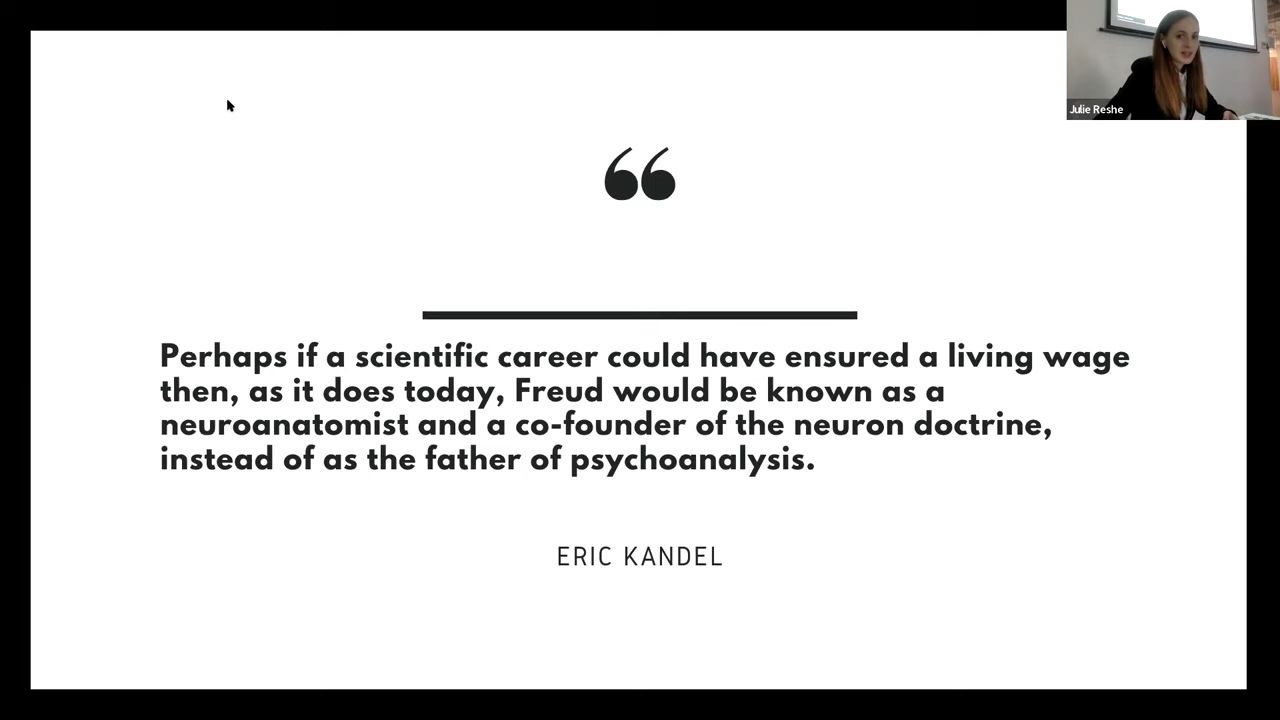 Julie Reshe
“
Perhaps if a scientific career could have ensured a living wage
then, as it does today, Freud would be known as a
neuroanatomist and a co-founder of the neuron doctrine,
instead of as the father of psychoanalysis.
ERIC KANDEL